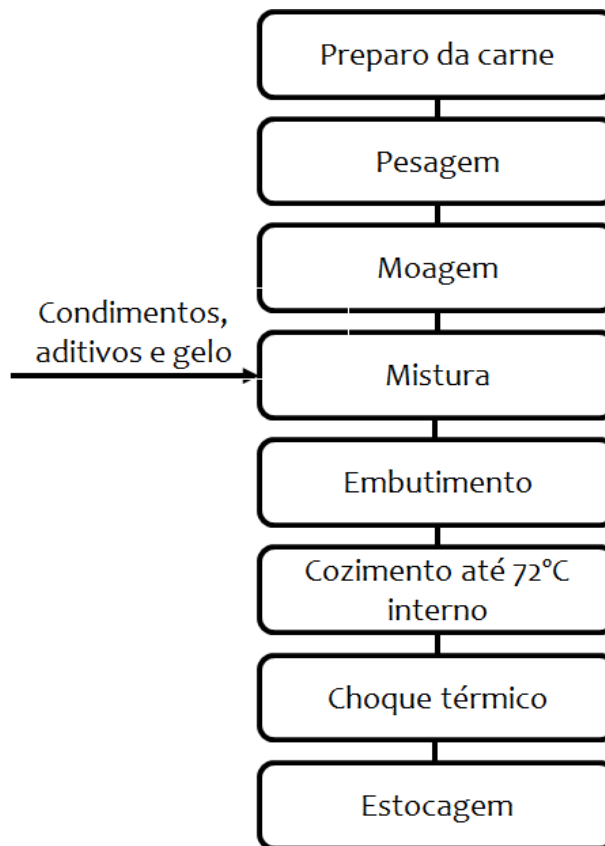 Preparo da carne
Pesagem
Moagem
Condimentos,
aditivos e gelo
Mistura
Embutimento
Cozimento até 72°C
interno
Choque térmico
Estocagem